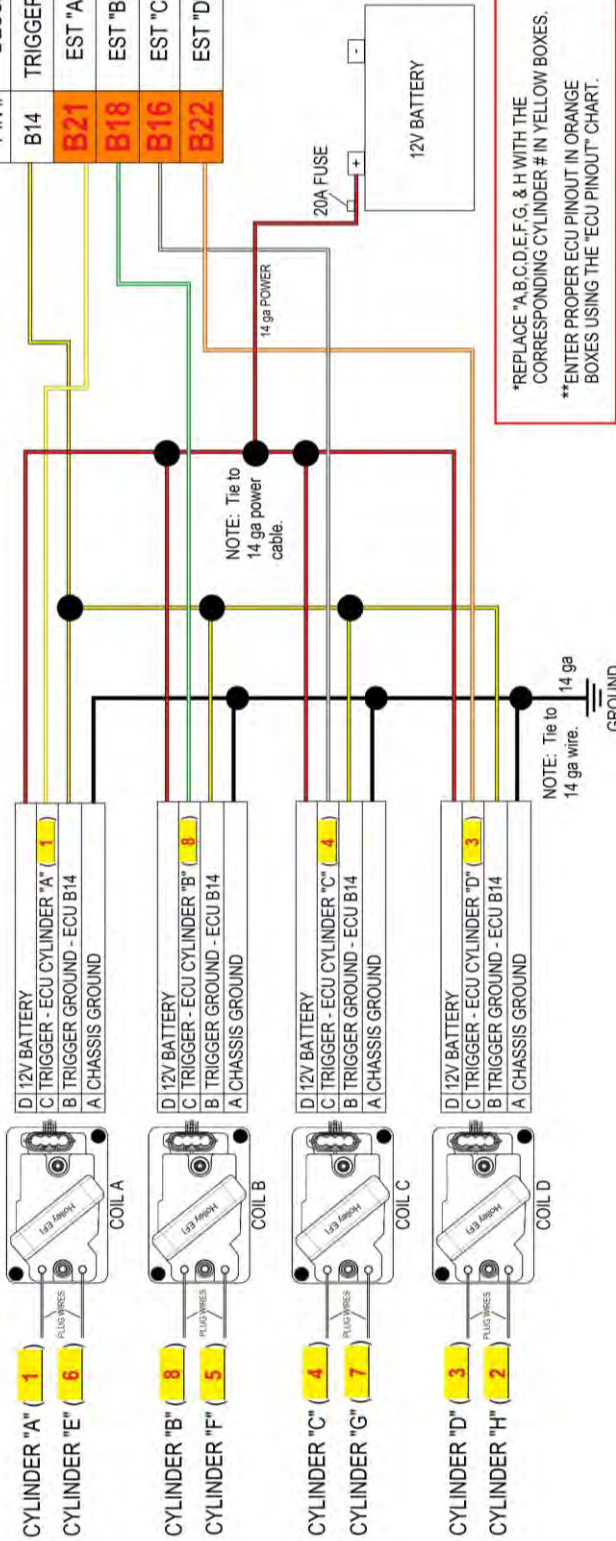 B14 TRIGGER
B21 EST "A
B18 EST "B
B16 EST "C
B22 EST "D
20A FUSE
+
-
12V BATTERY
14 ga POWER
NOTE: Tie to
14 ga power
cable.
*REPLACE "A,B,C,D,E,F,G, & H WITH THE
CORRESPONDING CYLINDER # IN YELLOW BOXES.
**ENTER PROPER ECU PINOUT IN ORANGE
BOXES USING THE "ECU PINOUT" CHART.
NOTE: Tie to
14 ga wire.
14 ga
GROUND
CYLINDER "A" ( 1 )
CYLINDER "E" ( 6 )
PLUG WIRES
Holley EFI
COIL A
D 12V BATTERY
C TRIGGER - ECU CYLINDER "A" ( 1 )
B TRIGGER GROUND - ECU B14
A CHASSIS GROUND
CYLINDER "B" ( 8 )
CYLINDER "F" ( 5 )
PLUG WIRES
Holley EFI
COIL B
D 12V BATTERY
C TRIGGER - ECU CYLINDER "B" ( 8 )
B TRIGGER GROUND - ECU B14
A CHASSIS GROUND
CYLINDER "C" ( 4 )
CYLINDER "G" ( 7 )
PLUG WIRES
Holley EFI
COIL C
D 12V BATTERY
C TRIGGER - ECU CYLINDER "C" ( 4 )
B TRIGGER GROUND - ECU B14
A CHASSIS GROUND
CYLINDER "D" ( 3 )
CYLINDER "H" ( 2 )
PLUG WIRES
Holley EFI
COIL D
D 12V BATTERY
C TRIGGER - ECU CYLINDER "D" ( 3 )
B TRIGGER GROUND - ECU B14
A CHASSIS GROUND